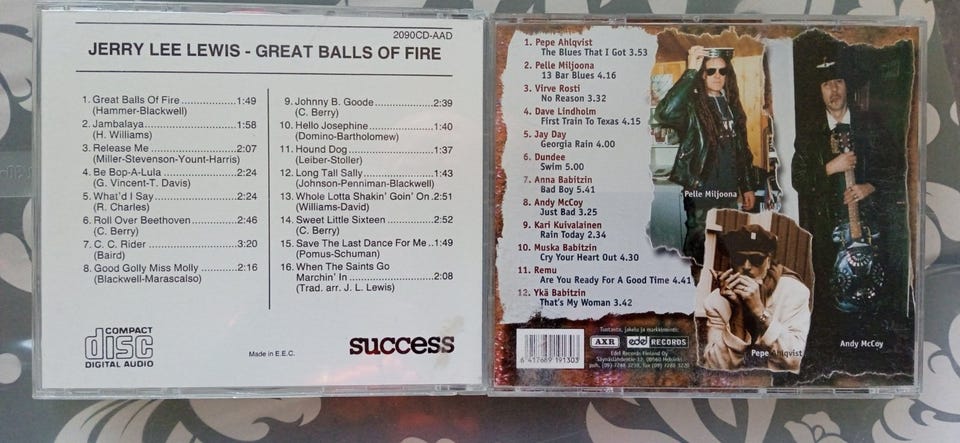 2090CD-AAD
JERRY LEE LEWIS - GREAT BALLS OF FIRE
1. Great Balls Of Fire ................ 1:49
(Hammer-Blackwell)
2. Jambalaya ........................... 1:58
(H. Williams)
3. Release Me ......................... 2:07
(Miller-Stevenson-Yount-Harris)
4. Be Bop-A-Lula .................... 2:24
(G. Vincent-T. Davis)
5. What'd I Say ....................... 2:24
(R. Charles)
6. Roll Over Beethoven .......... 2:46
(C. Berry)
7. C. C. Rider .......................... 3:20
(Baird)
8. Good Golly Miss Molly ....... 2:16
(Blackwell-Marascalso)
9. Johnny B. Goode ................ 2:39
(C. Berry)
10. Hello Josephine ................. 1:40
(Domino-Bartholomew)
11. Hound Dog ........................ 1:37
(Leiber-Stoller)
12. Long Tall Sally ................... 1:43
(Johnson-Penniman-Blackwell)
13. Whole Lotta Shakin' Goin' On . 2:51
(Williams-David)
14. Sweet Little Sixteen ............ 2:52
(C. Berry)
15. Save The Last Dance For Me .. 1:49
(Pomus-Schuman)
16. When The Saints Go
Marchin' In ........................ 2:08
(Trad. arr. J. L. Lewis)
COMPACT
disc
DIGITAL AUDIO
Made in E.E.C.
success
1. Pepe Ahlqvist
The Blues That I Got 3.53
2. Pelle Miljoona
13 Bar Blues 4.16
3. Virve Rosti
No Reason 3.32
4. Dave Lindholm
First Train To Texas 4.15
5. Jay Day
Georgia Rain 4.00
6. Dundee
Swim 5.00
7. Anna Babitzin
Bad Boy 5.41
8. Andy McCoy
Just Bad 3.25
9. Kari Kuivalainen
Rain Today 2.34
10. Muska Babitzin
Cry Your Heart Out 4.30
11. Remu
Are You Ready For A Good Time 4.41
12. Ykä Babitzin
That's My Woman 3.42
Pelle Miljoona
Pepe Ahlqvist
Andy McCoy
6 417669 191303
Tuotanto, jakelu ja markkinointi:
AXR
edel RECORDS
Edel Records Finland Oy